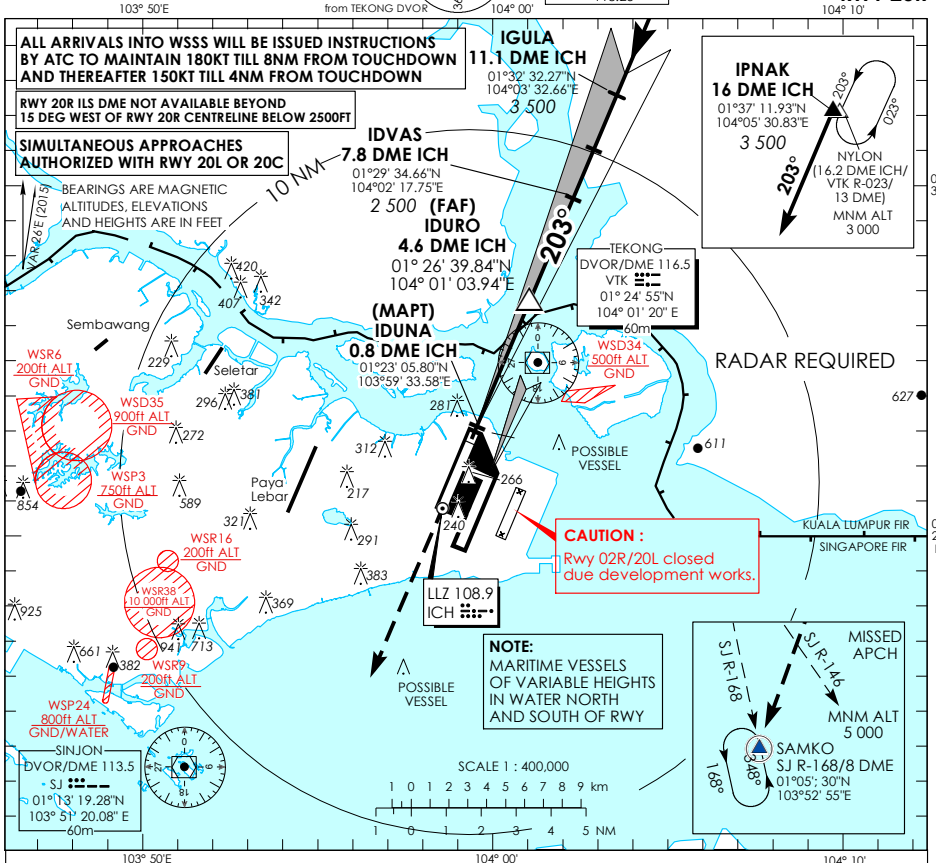 103° 50'E
from TEKONG DVOR
104° 00'
104° 10'
ALL ARRIVALS INTO WSSS WILL BE ISSUED INSTRUCTIONS
BY ATC TO MAINTAIN 180KT TILL 8NM FROM TOUCHDOWN
AND THEREAFTER 150KT TILL 4NM FROM TOUCHDOWN
RWY 20R ILS DME NOT AVAILABLE BEYOND
15 DEG WEST OF RWY 20R CENTRELINE BELOW 2500FT
SIMULTANEOUS APPROACHES
AUTHORIZED WITH RWY 20L OR 20C
BEARINGS ARE MAGNETIC
ALTITUDES, ELEVATIONS
AND HEIGHTS ARE IN FEET
VAR 26'E (2015)
10 NM
IGULA
11.1 DME ICH
01°32' 32.27"N
104°03' 32.66"E
3 500
IDVAS
7.8 DME ICH
01°29' 34.66"N
104°02' 17.75"E
2 500
(FAF)
IDURO
4.6 DME ICH
01° 26' 39.84"N
104° 01' 03.94"E
203°
(MAPT)
IDUNA
0.8 DME ICH
01°23' 05.80"N
103°59' 33.58"E
IPNAK
16 DME ICH
01°37' 11.93"N
104°05' 30.83"E
3 500
203°
203°
023°
NYLON
(16.2 DME ICH/
VTK R-023/
13 DME)
MNM ALT
3 000
TEKONG
DVOR/DME 116.5
VTK
01° 24' 55"N
104° 01' 20" E
60m
WSD34
500ft ALT
GND
RADAR REQUIRED
420
407
342
Sembawang
229
Seletar
296
381
281
WSR6
200ft ALT
GND
WSD35
900ft ALT
GND
272
312
WSP3
750ft ALT
GND
854
589
Paya
Lebar
217
321
291
266
240
POSSIBLE
VESSEL
611
627
WSR16
200ft ALT
GND
383
CAUTION :
Rwy 02R/20L closed
due development works.
KUALA LUMPUR FIR
SINGAPORE FIR
WSR38
10 000ft ALT
GND
925
369
LLZ 108.9
ICH
941
713
661
382
WSR9
200ft ALT
GND
WSP24
800ft ALT
GND/WATER
POSSIBLE
VESSEL
NOTE:
MARITIME VESSELS
OF VARIABLE HEIGHTS
IN WATER NORTH
AND SOUTH OF RWY
MISSED
APCH
SJ R-168
SJ R-146
MNM ALT
5 000
SAMKO
SJ R-168/8 DME
01°05'; 30"N
103°52' 55"E
168°
348°
SINJON
DVOR/DME 113.5
SJ
01° 13' 19.28"N
103° 51' 20.08" E
60m
0
9
18
27
0
9
18
27
SCALE 1 : 400,000
1 0 1 2 3 4 5 6 7 8 9 km
1 0 1 2 3 4 5 NM
103° 50'E
104° 00'
104° 10'